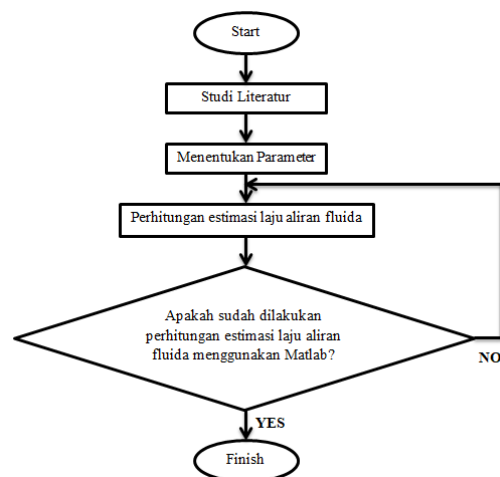 Start
Studi Literatur
Menentukan Parameter
Perhitungan estimasi laju aliran fluida
Apakah sudah dilakukan
perhitungan estimasi laju aliran
fluida menggunakan Matlab?
NO
YES
Finish